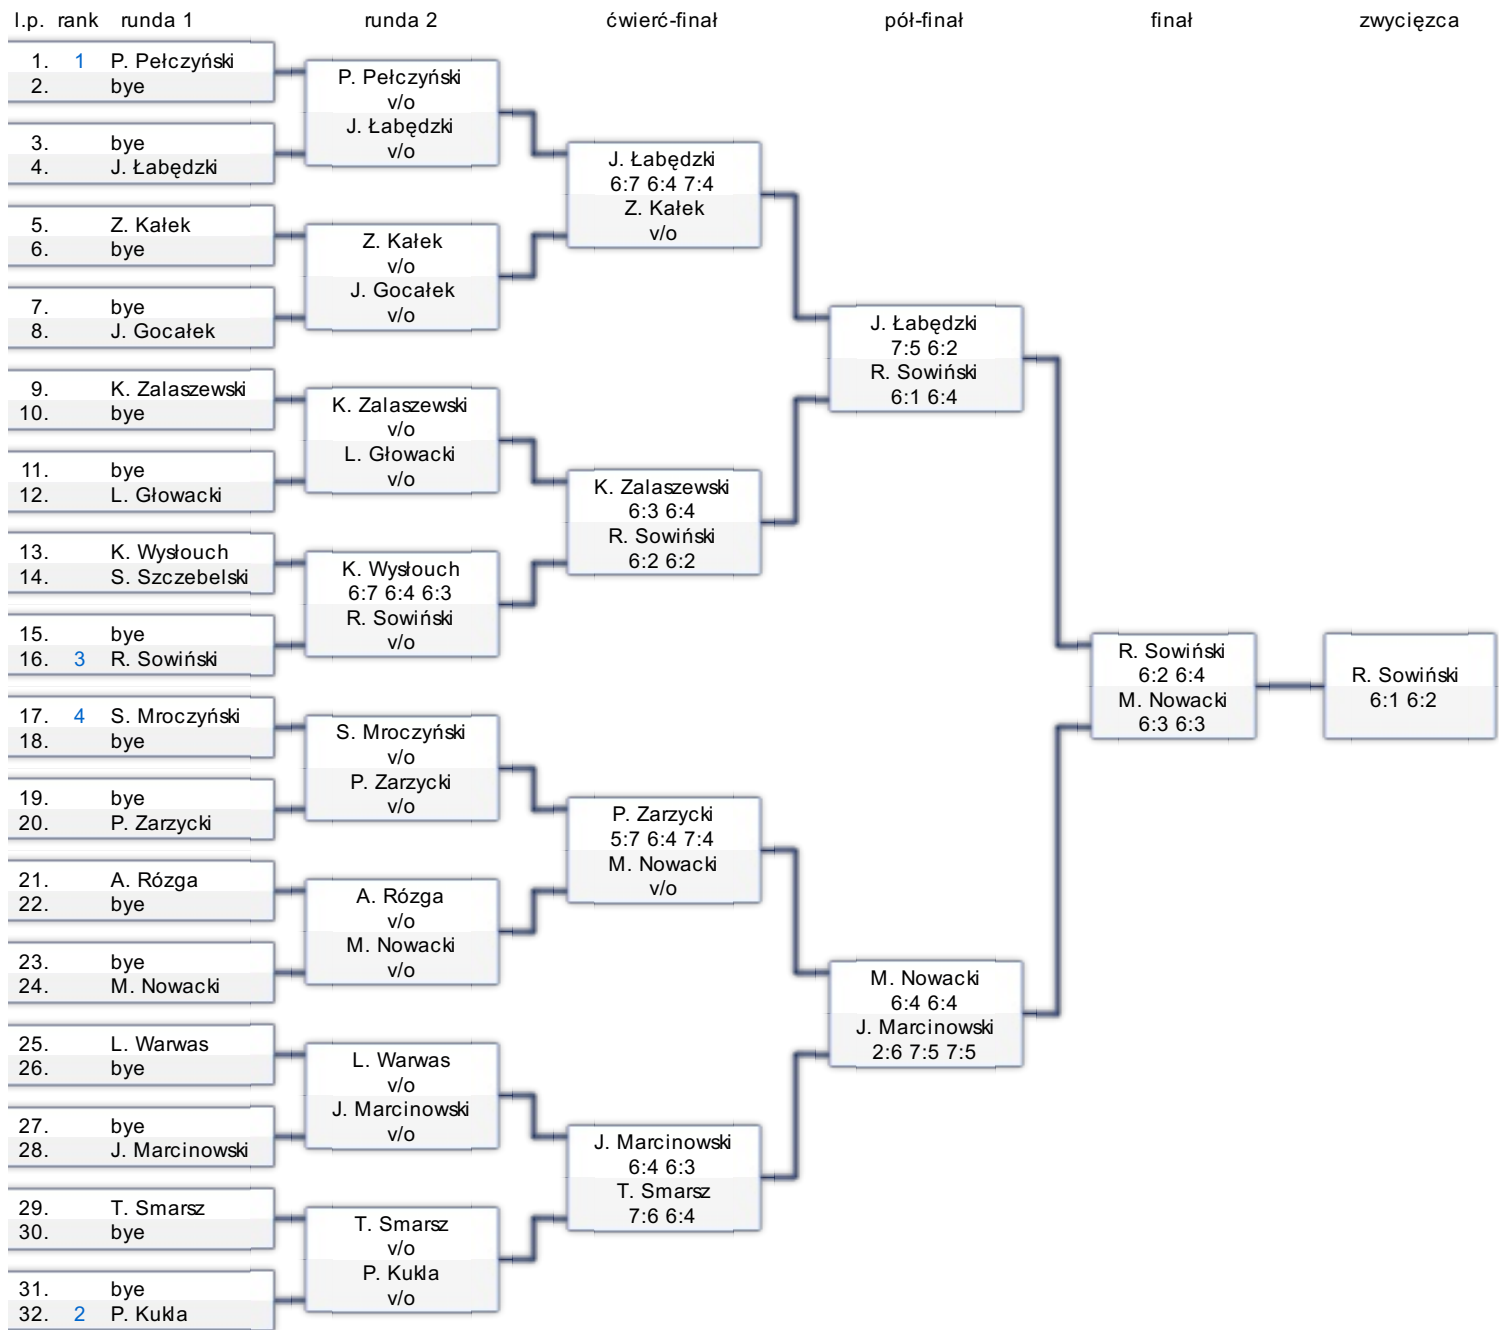 l.p. rank runda 1 runda 2 ćwierć-finał pół-finał finał zwycięzca
1. 1 P. Pełczyński
2. bye
3. bye
4. J. Łabędzki
5. Z. Kałek
6. bye
7. bye
8. J. Gocałek
9. K. Zalaszewski
10. bye
11. bye
12. L. Głowacki
13. K. Wysłouch
14. S. Szczebelski
15. bye
16. 3 R. Sowiński
17. 4 S. Mroczyński
18. bye
19. bye
20. P. Zarzycki
21. A. Rózga
22. bye
23. bye
24. M. Nowacki
25. L. Warwas
26. bye
27. bye
28. J. Marcinowski
29. T. Smarsz
30. bye
31. bye
32. 2 P. Kukla
P. Pełczyński
v/o
J. Łabędzki
v/o
Z. Kałek
v/o
J. Gocałek
v/o
K. Zalaszewski
v/o
L. Głowacki
v/o
K. Wysłouch
6:7 6:4 6:3
R. Sowiński
v/o
S. Mroczyński
v/o
P. Zarzycki
v/o
A. Rózga
v/o
M. Nowacki
v/o
L. Warwas
v/o
J. Marcinowski
v/o
T. Smarsz
v/o
P. Kukla
v/o
J. Łabędzki
6:7 6:4 7:4
Z. Kałek
v/o
K. Zalaszewski
6:3 6:4
R. Sowiński
6:2 6:2
P. Zarzycki
5:7 6:4 7:4
M. Nowacki
v/o
J. Marcinowski
6:4 6:3
T. Smarsz
7:6 6:4
J. Łabędzki
7:5 6:2
R. Sowiński
6:1 6:4
M. Nowacki
6:4 6:4
J. Marcinowski
2:6 7:5 7:5
R. Sowiński
6:2 6:4
M. Nowacki
6:3 6:3
R. Sowiński
6:1 6:2